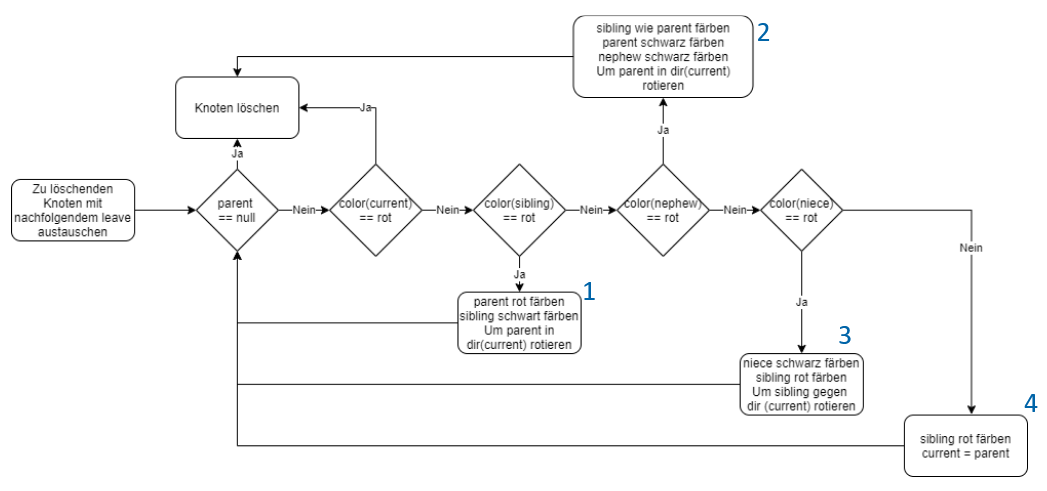 sibling wie parent färben
parent schwarz färben
nephew schwarz färben
Um parent in dir(current)
rotieren
2
Knoten löschen
Ja
Ja
Ja
Zu löschenden
Knoten mit
nachfolgendem leave
austauschen
parent
== null
Nein
color(current)
== rot
Nein
color(sibling)
== rot
Nein
color(nephew)
== rot
Nein
color(niece)
== rot
Nein
Ja
parent rot färben
sibling schwart färben
Um parent in
dir(current) rotieren
1
Ja
niece schwarz färben
sibling rot färben
Um sibling gegen
dir (current) rotieren
3
sibling rot färben
current = parent
4